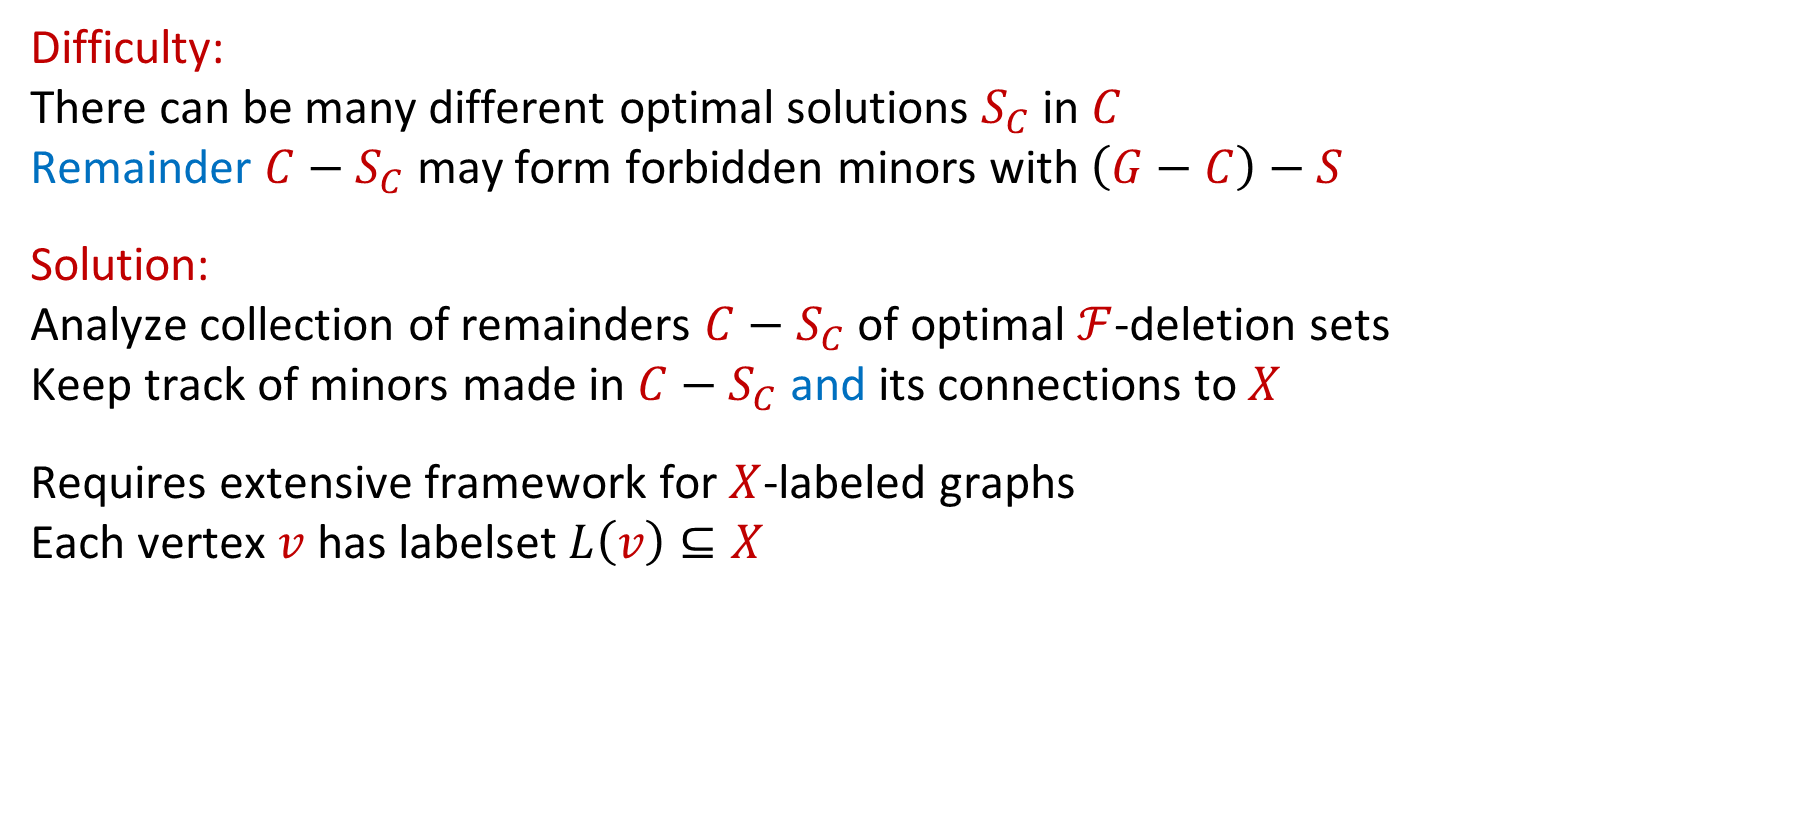 Difficulty:
There can be many different optimal solutions S_C in C
Remainder C − S_C may form forbidden minors with (G − C) − S
Solution:
Analyze collection of remainders C − S_C of optimal ℱ-deletion sets
Keep track of minors made in C − S_C and its connections to X
Requires extensive framework for X-labeled graphs
Each vertex v has labelset L(v) ⊆ X